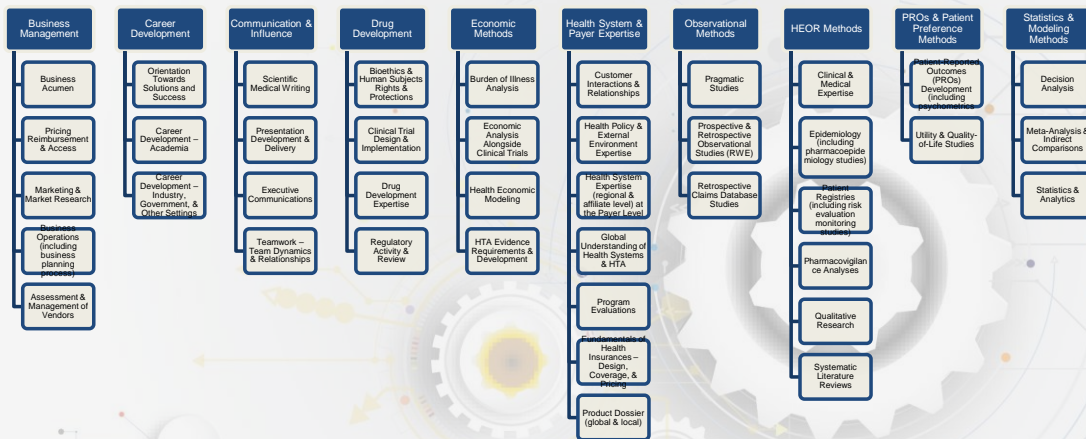 Business
Management
Business
Acumen
Pricing
Reimbursement
& Access
Marketing &
Market Research
Business
Operations
(including
business
planning
process)
Assessment &
Management of
Vendors
Career
Development
Orientation
Towards
Solutions and
Success
Career
Development –
Academia
Career
Development –
Industry,
Government, &
Other Settings
Communication &
Influence
Scientific
Medical Writing
Presentation
Development &
Delivery
Executive
Communications
Teamwork –
Team Dynamics
& Relationships
Drug
Development
Bioethics &
Human Subjects
Rights &
Protections
Clinical Trial
Design &
Implementation
Drug
Development
Expertise
Regulatory
Activity &
Review
Economic
Methods
Burden of Illness
Analysis
Economic
Analysis
Alongside
Clinical Trials
Health Economic
Modeling
HTA Evidence
Requirements &
Development
Health System &
Payer Expertise
Customer
Interactions &
Relationships
Health Policy &
External
Environment
Expertise
Health System
Expertise
(regional &
affiliate level) at
the Payer Level
Global
Understanding of
Health Systems
& HTA
Program
Evaluations
Fundamentals of
Health
Insurances –
Design,
Coverage, &
Pricing
Product Dossier
(global & local)
Observational
Methods
Pragmatic
Studies
Prospective &
Retrospective
Observational
Studies (RWE)
Retrospective
Claims Database
Studies
HEOR Methods
Clinical &
Medical
Expertise
Epidemiology
(including
pharmacoepide
miology studies)
Patient
Registries
(including risk
evaluation
monitoring
studies)
Pharmacovigilan
ce Analyses
Qualitative
Research
Systematic
Literature
Reviews
PROs & Patient
Preference
Methods
Patient-Reported
Outcomes
(PROs)
Development
(including
psychometrics
Utility & Quality-
of-Life Studies
Statistics &
Modeling
Methods
Decision
Analysis
Meta-Analysis &
Indirect
Comparisons
Statistics &
Analytics